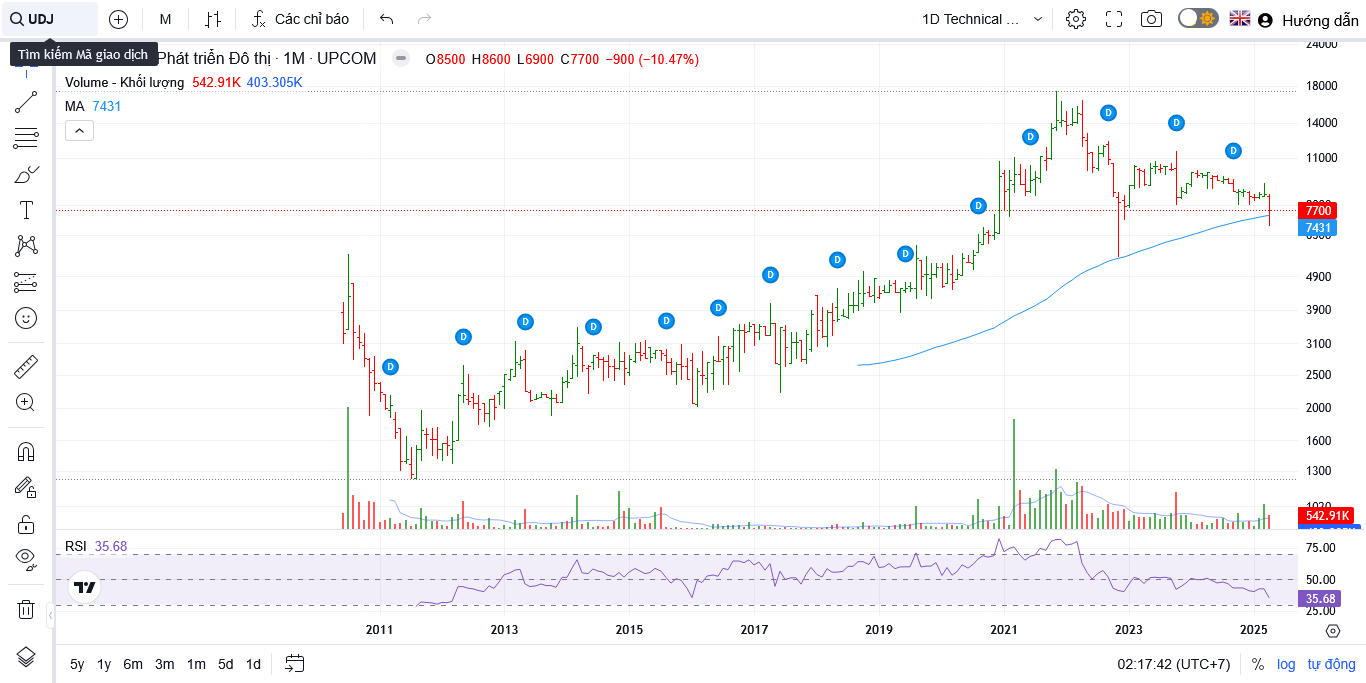 UDJ M Các chỉ báo 1D Technical ... Hướng dẫn
Tìm kiếm Mã giao dịch Phát triển Đô thị · 1M · UPCOM O8500 H8600 L6900 C7700 −900 (−10.47%)
Volume - Khối lượng 542.91K 403.305K
MA 7431
24000
18000
14000
11000
7700
7431
4900
3900
3100
2500
2000
1600
1300
542.91K
D D D D D D D D D D D D D D
RSI 35.68
75.00
50.00
35.68
25.00
2011 2013 2015 2017 2019 2021 2023 2025
5y 1y 6m 3m 1m 5d 1d 02:17:42 (UTC+7) % log tự động